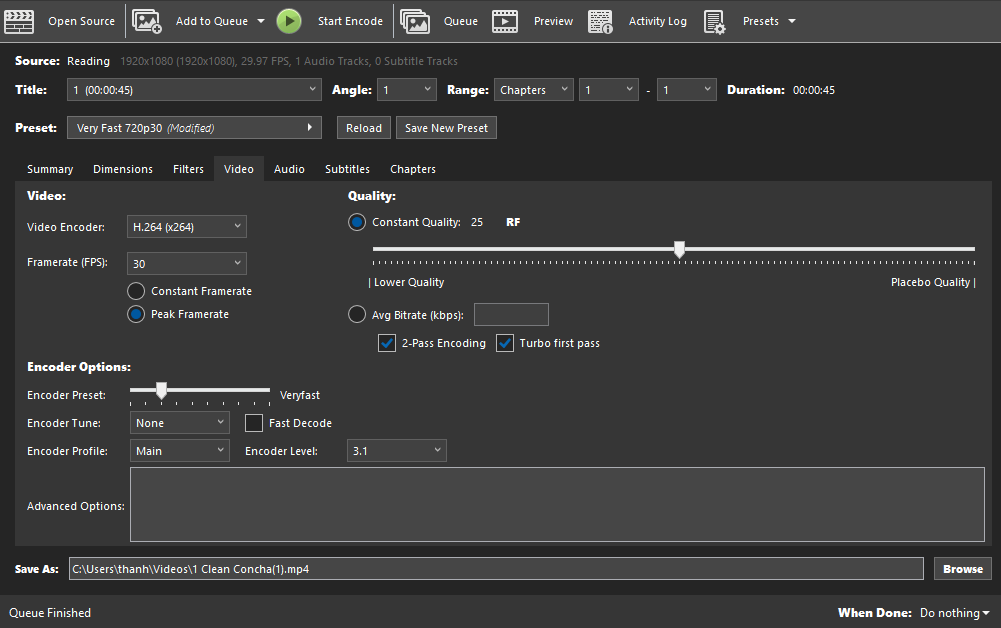 Open Source Add to Queue Start Encode Queue Preview Activity Log Presets
Source: Reading 1920x1080 (1920x1080), 29.97 FPS, 1 Audio Tracks, 0 Subtitle Tracks
Title: 1 (00:00:45) Angle: 1 Range: Chapters 1 - 1 Duration: 00:00:45
Preset: Very Fast 720p30 (Modified) Reload Save New Preset
Summary Dimensions Filters Video Audio Subtitles Chapters
Video: Quality:
Video Encoder: H.264 (x264) Constant Quality: 25 RF
Framerate (FPS): 30
| Lower Quality Placebo Quality |
Constant Framerate
Peak Framerate Avg Bitrate (kbps):
2-Pass Encoding Turbo first pass
Encoder Options:
Encoder Preset: Veryfast
Encoder Tune: None Fast Decode
Encoder Profile: Main Encoder Level: 3.1
Advanced Options:
Save As: C:\Users\thanh\Videos\1 Clean Concha(1).mp4 Browse
Queue Finished When Done: Do nothing